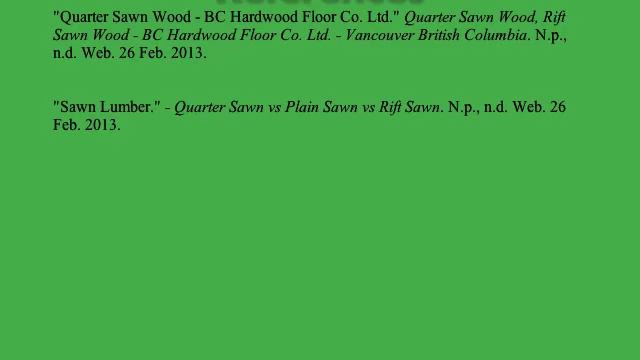 References
"Quarter Sawn Wood - BC Hardwood Floor Co. Ltd." Quarter Sawn Wood, Rift
Sawn Wood - BC Hardwood Floor Co. Ltd. - Vancouver British Columbia. N.p.,
n.d. Web. 26 Feb. 2013.
"Sawn Lumber." - Quarter Sawn vs Plain Sawn vs Rift Sawn. N.p., n.d. Web. 26
Feb. 2013.